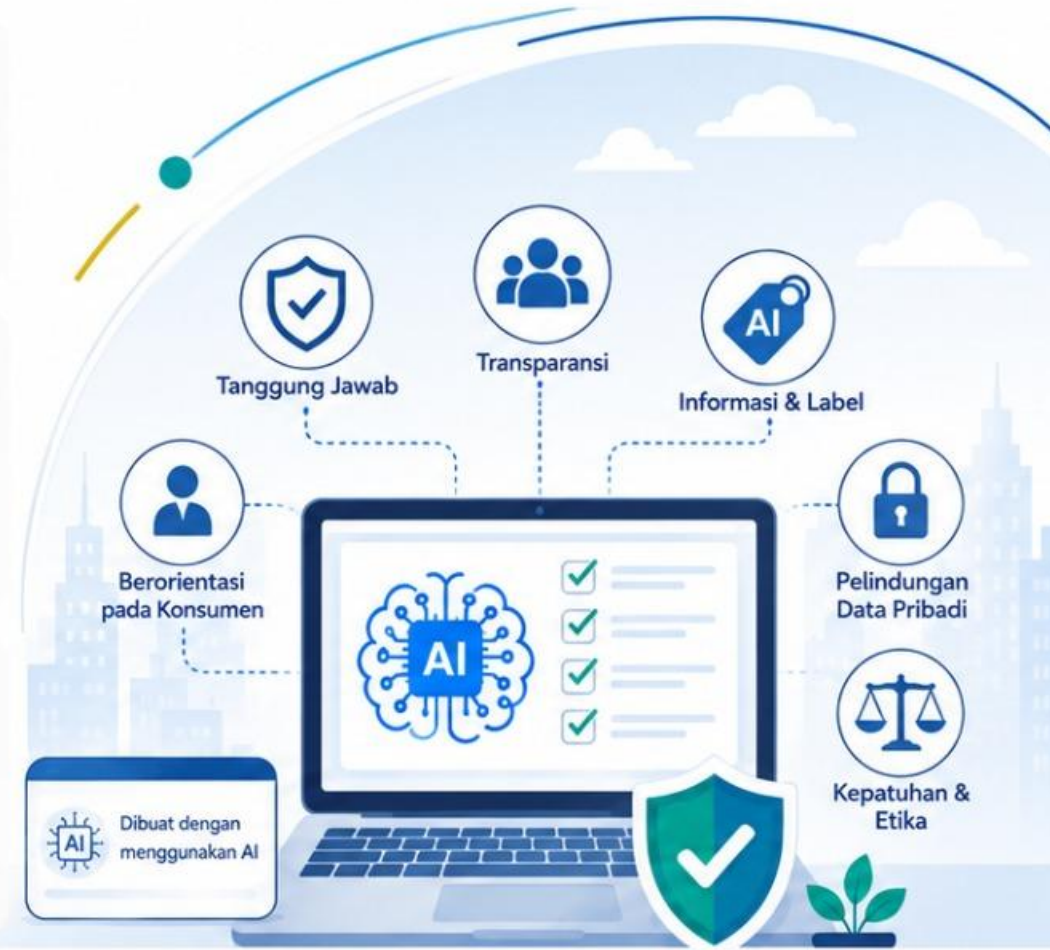 Tanggung Jawab
Transparansi
AI
Informasi & Label
Berorientasi
pada Konsumen
AI
Pelindungan
Data Pribadi
Kepatuhan &
Etika
AI
Dibuat dengan
menggunakan AI